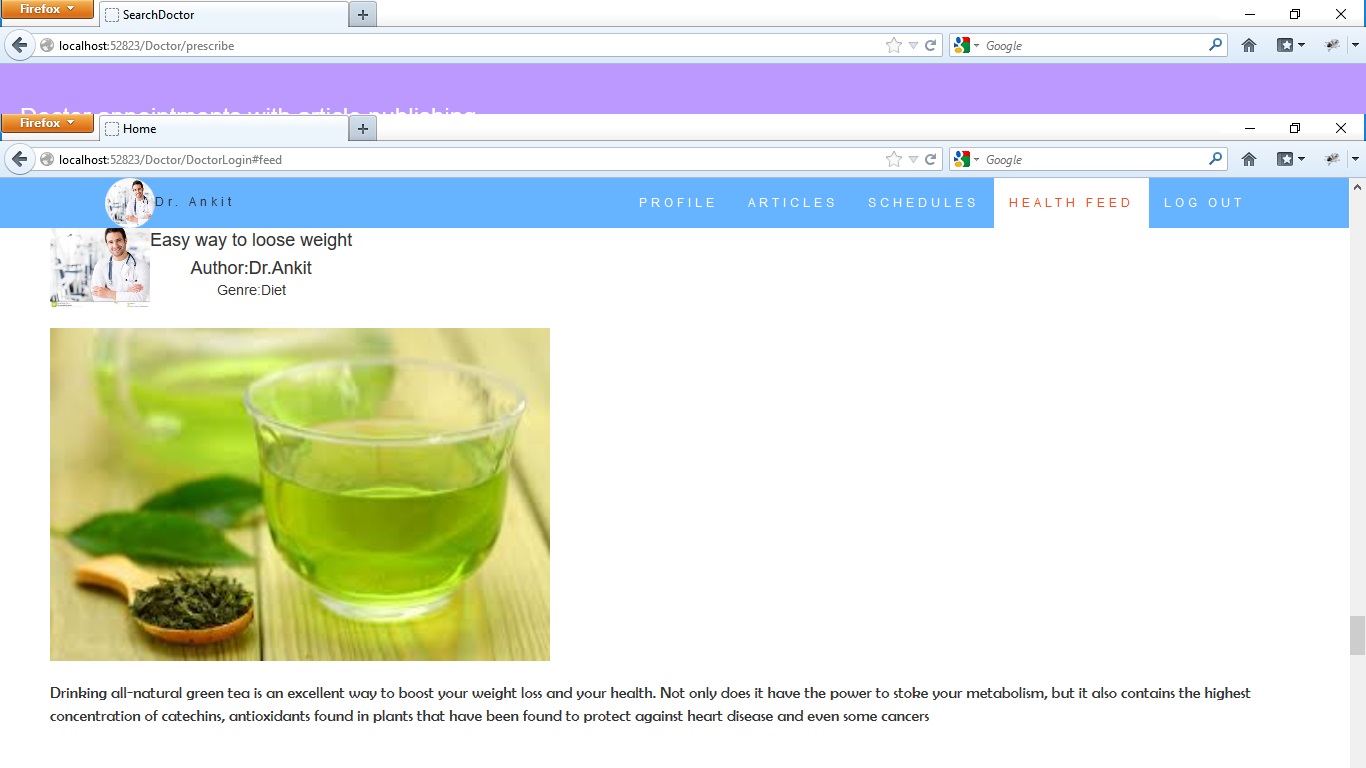 Firefox
SearchDoctor
localhost:52823/Doctor/prescribe
Google
Doctor appointments with article publishing
Firefox
Home
localhost:52823/Doctor/DoctorLogin#feed
Google
Dr. Ankit
PROFILE ARTICLES SCHEDULES HEALTH FEED LOG OUT
Easy way to loose weight
Author:Dr.Ankit
Genre:Diet
Drinking all-natural green tea is an excellent way to boost your weight loss and your health. Not only does it have the power to stoke your metabolism, but it also contains the highest
concentration of catechins, antioxidants found in plants that have been found to protect against heart disease and even some cancers